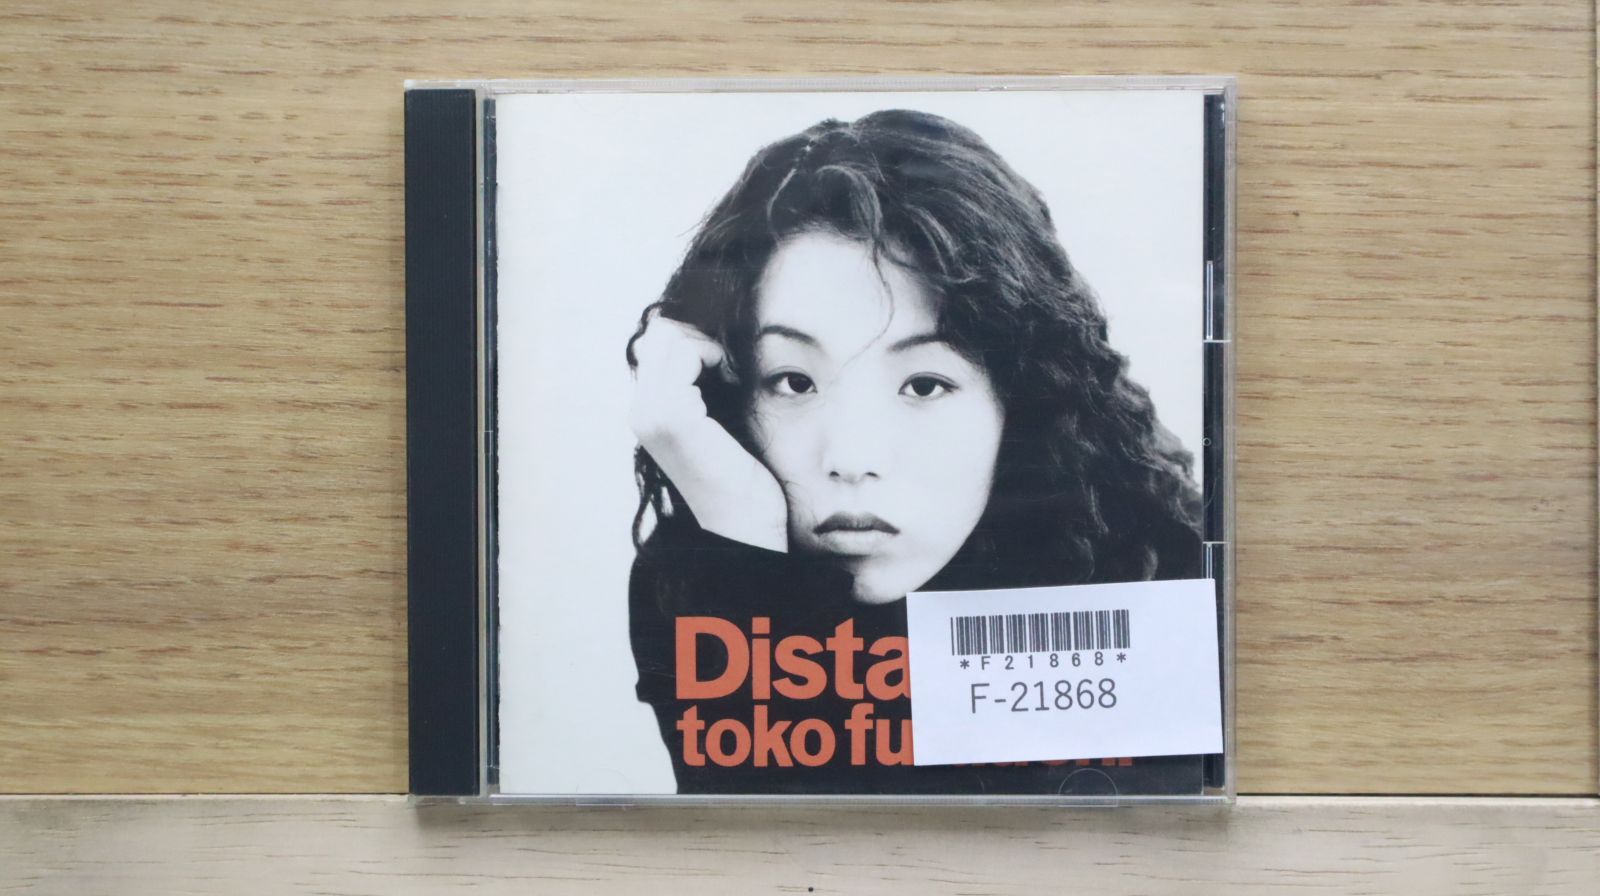 Dista
toko fu
*F21868*
F-21868